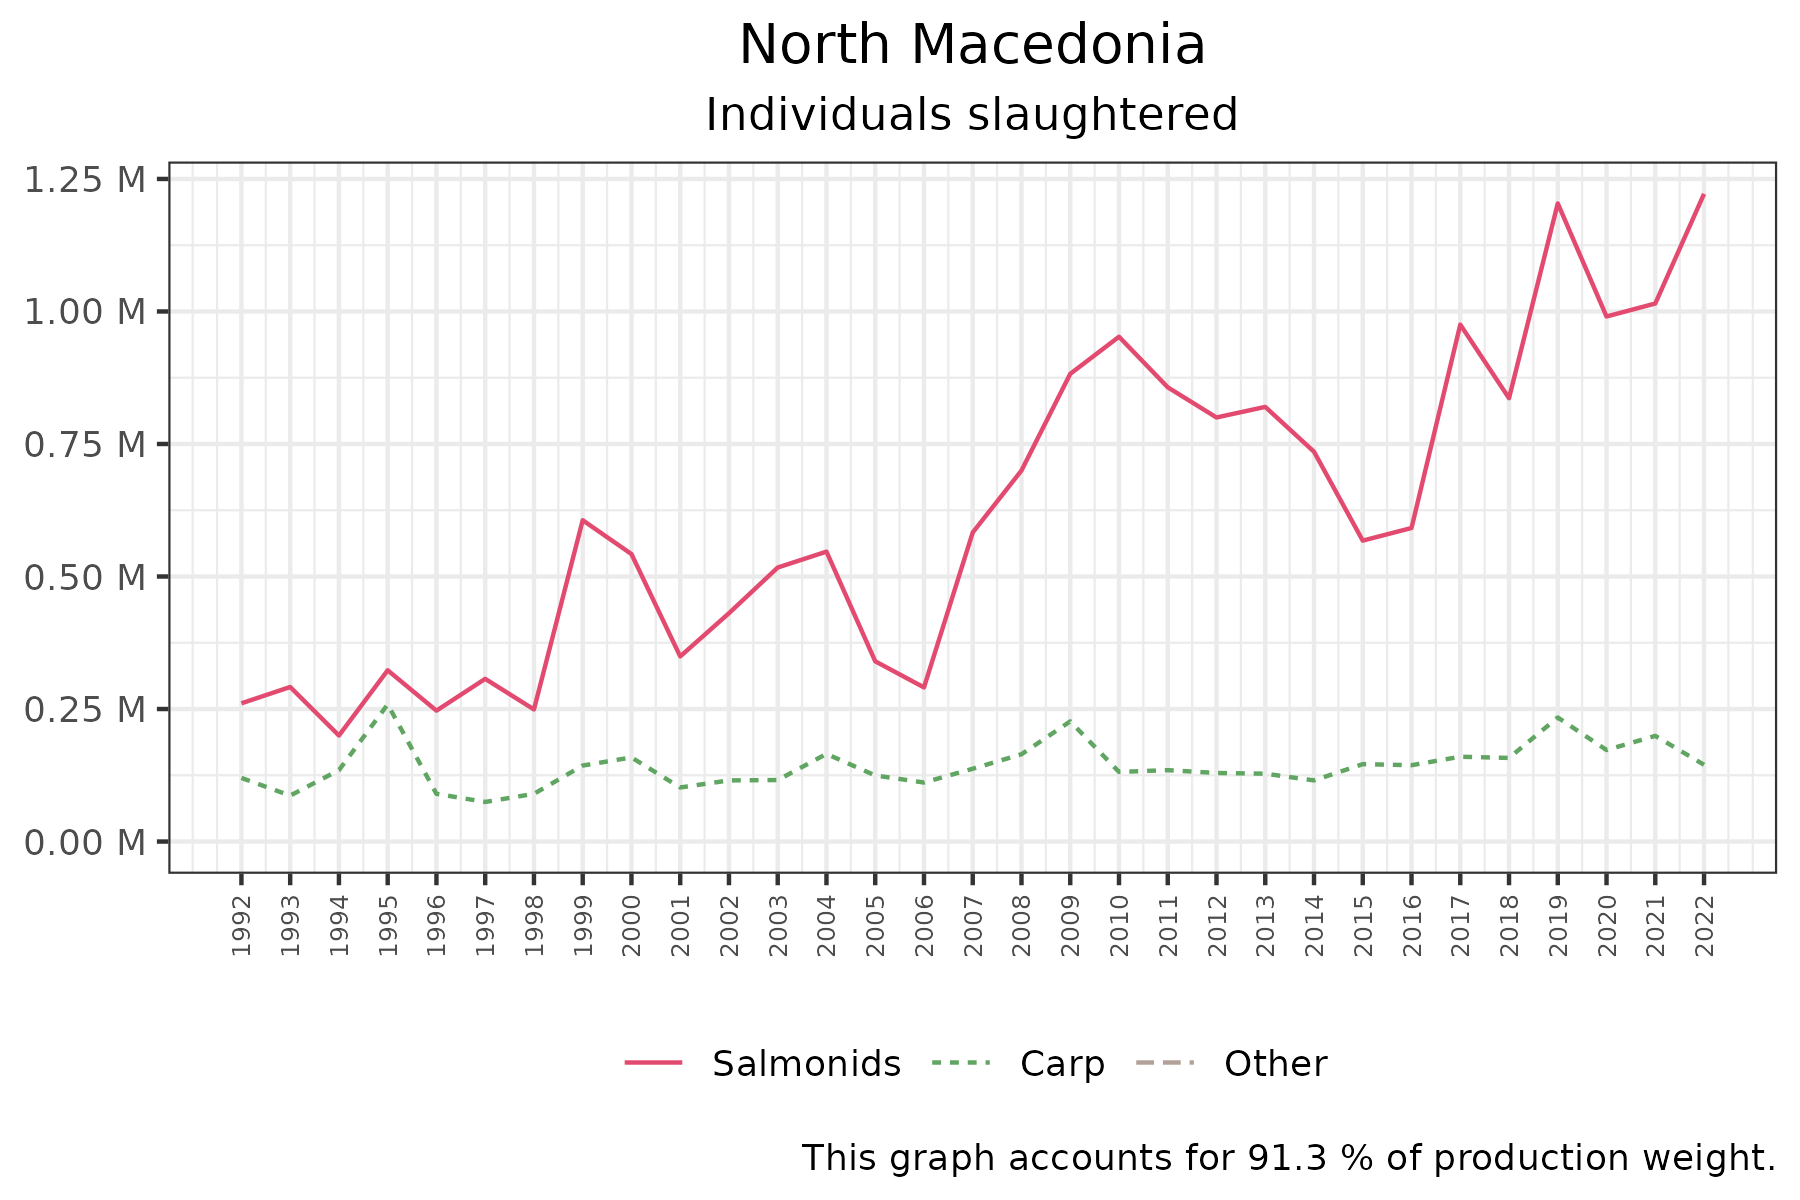 North Macedonia
Individuals slaughtered
1.25 M
1.00 M
0.75 M
0.50 M
0.25 M
0.00 M
1992 1993 1994 1995 1996 1997 1998 1999 2000 2001 2002 2003 2004 2005 2006 2007 2008 2009 2010 2011 2012 2013 2014 2015 2016 2017 2018 2019 2020 2021 2022
Salmonids Carp Other
This graph accounts for 91.3 % of production weight.